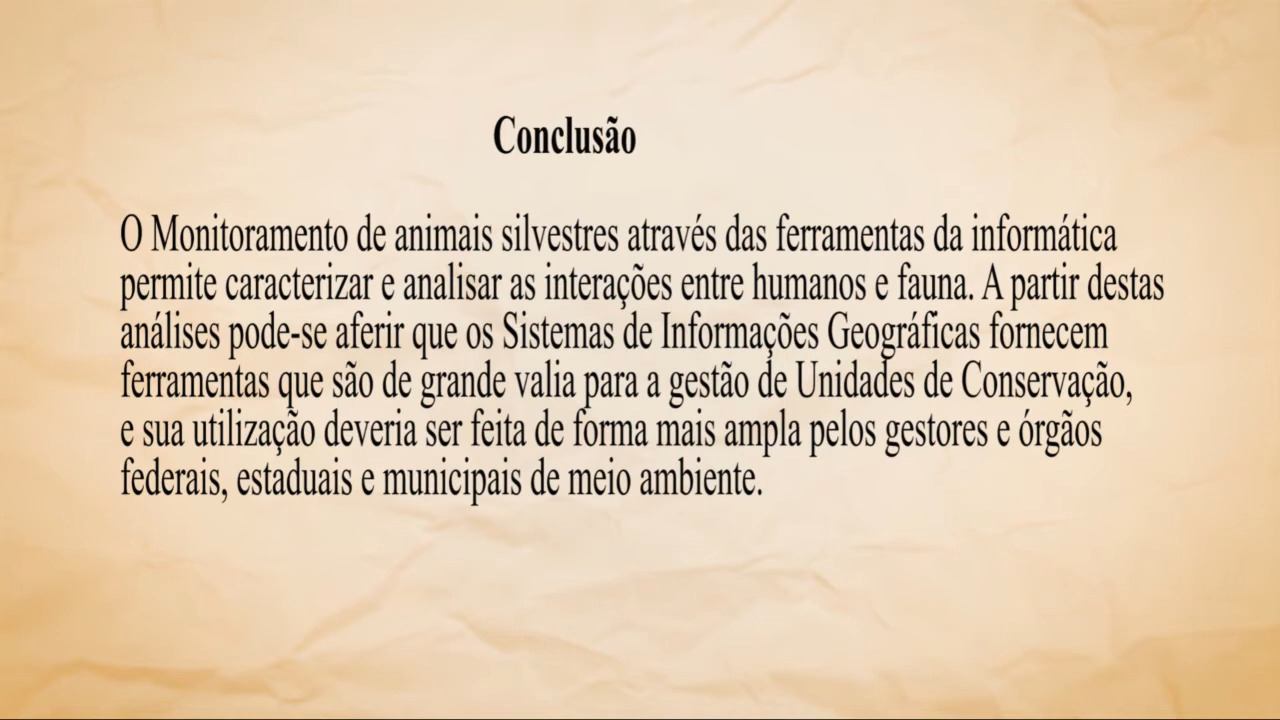 Conclusão
O Monitoramento de animais silvestres através das ferramentas da informática
permite caracterizar e analisar as interações entre humanos e fauna. A partir destas
análises pode-se aferir que os Sistemas de Informações Geográficas fornecem
ferramentas que são de grande valia para a gestão de Unidades de Conservação,
e sua utilização deveria ser feita de forma mais ampla pelos gestores e órgãos
federais, estaduais e municipais de meio ambiente.